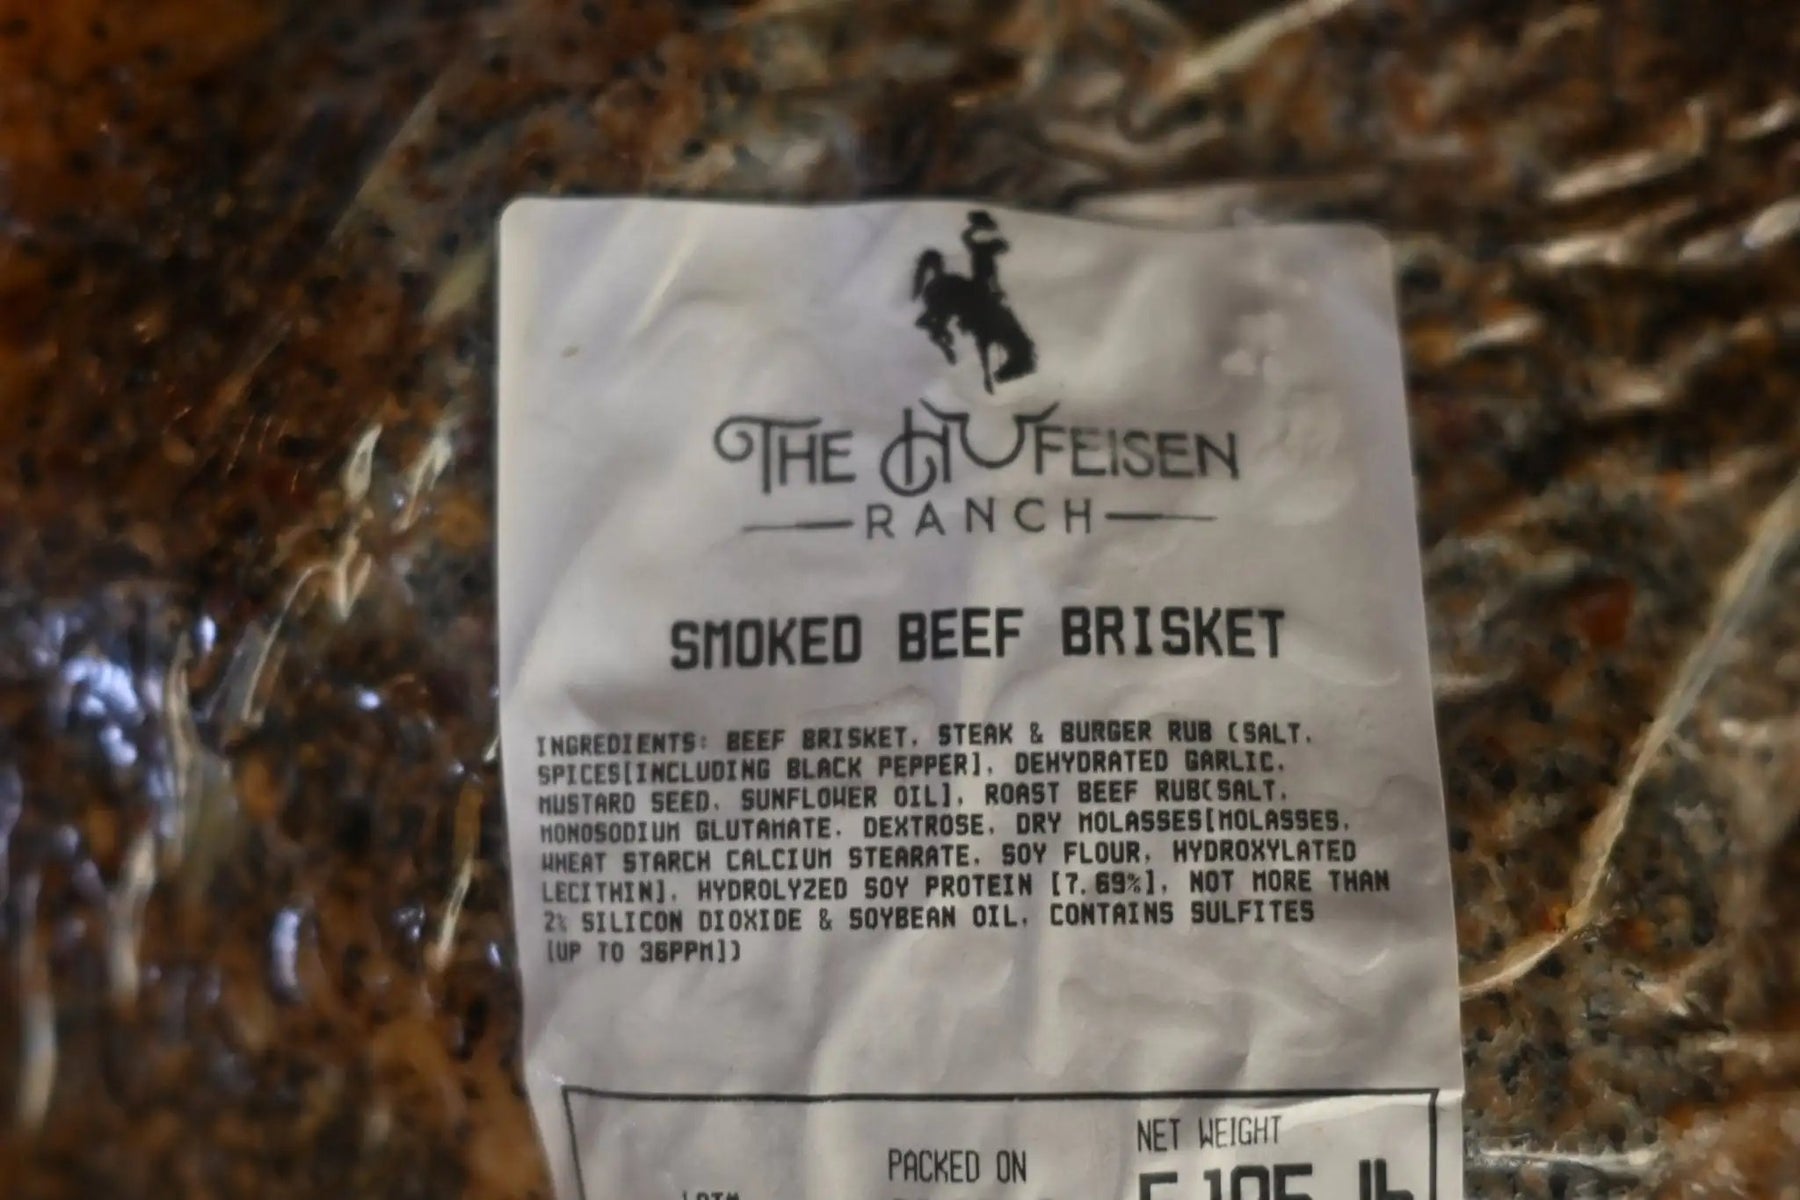 THE HUFEISEN
RANCH
SMOKED BEEF BRISKET
INGREDIENTS: BEEF BRISKET, STEAK & BURGER RUB (SALT,
SPICES[INCLUDING BLACK PEPPER], DEHYDRATED GARLIC,
MUSTARD SEED, SUNFLOWER OIL], ROAST BEEF RUB(SALT,
MONOSODIUM GLUTAMATE, DEXTROSE, DRY MOLASSES[MOLASSES,
WHEAT STARCH CALCIUM STEARATE, SOY FLOUR, HYDROXYLATED
LECITHIN], HYDROLYZED SOY PROTEIN [7.69%], NOT MORE THAN
2% SILICON DIOXIDE & SOYBEAN OIL, CONTAINS SULFITES
[UP TO 36PPM])
NET WEIGHT
PACKED ON
lb